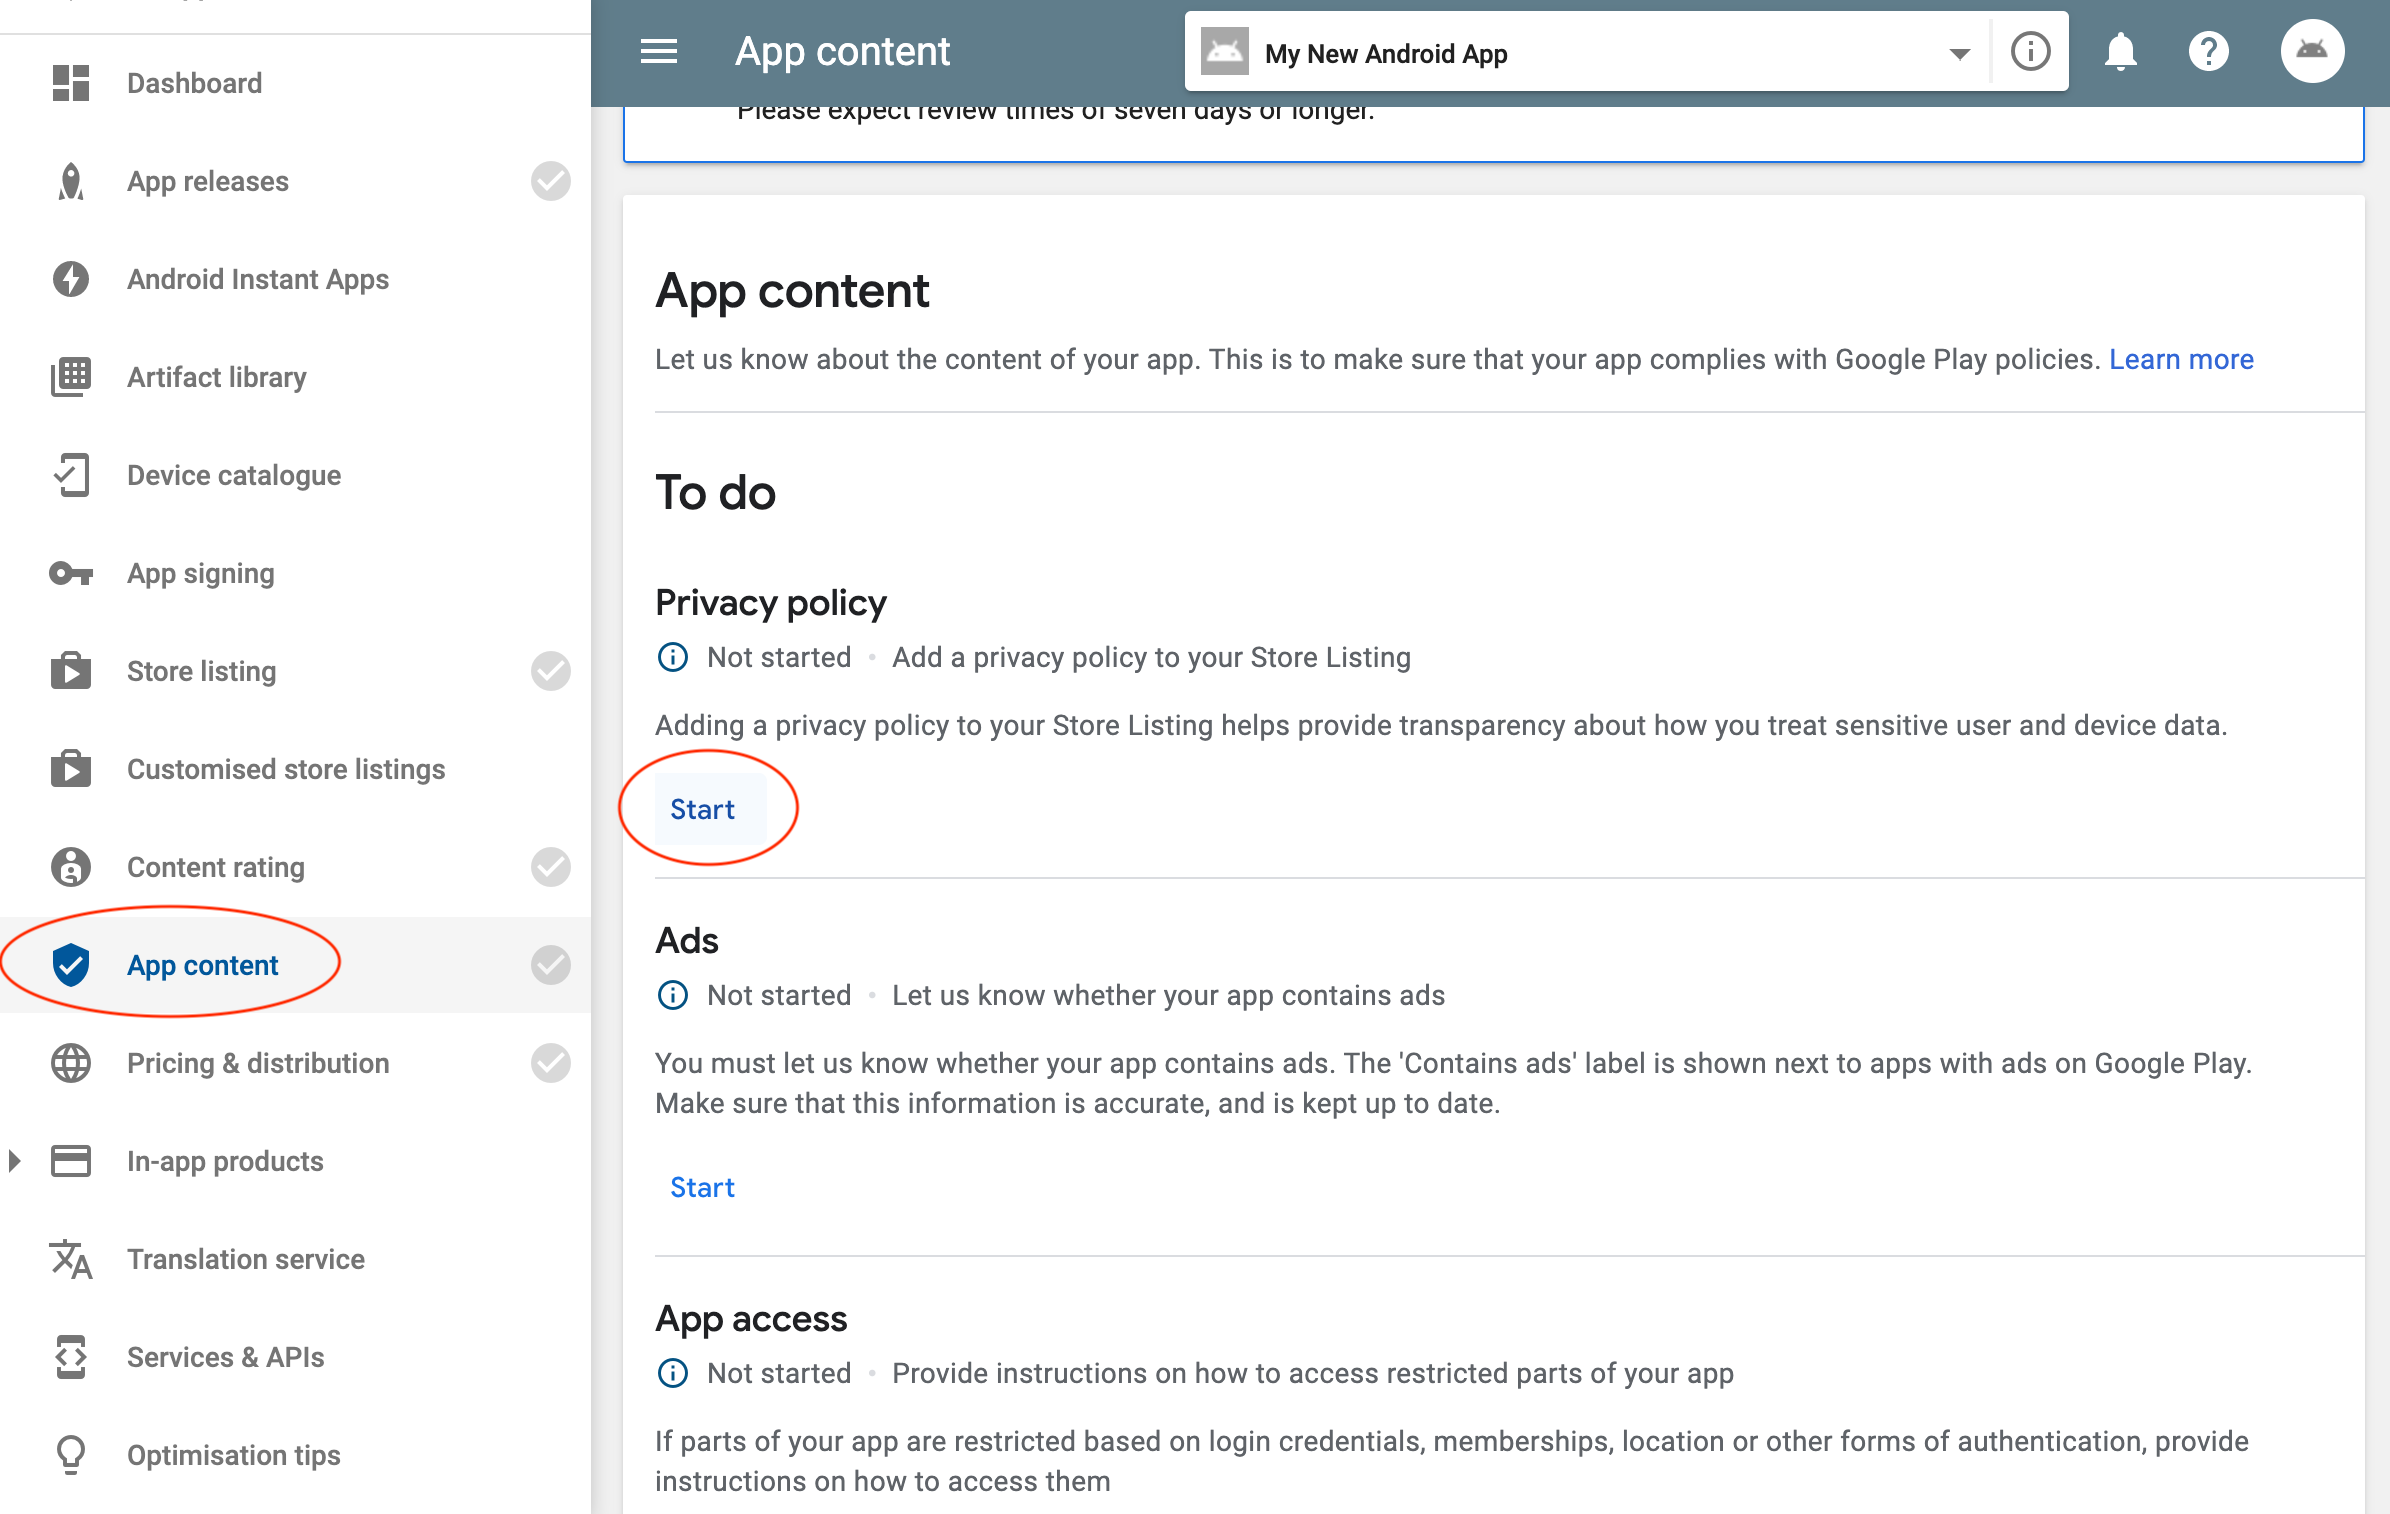 Dashboard
App releases
Android Instant Apps
Artifact library
Device catalogue
App signing
Store listing
Customised store listings
Content rating
App content
Pricing & distribution
In-app products
Translation service
Services & APIs
Optimisation tips
App content
My New Android App
Please expect review times of seven days or longer.
App content
Let us know about the content of your app. This is to make sure that your app complies with Google Play policies. Learn more
To do
Privacy policy
Not started • Add a privacy policy to your Store Listing
Adding a privacy policy to your Store Listing helps provide transparency about how you treat sensitive user and device data.
Start
Ads
Not started • Let us know whether your app contains ads
You must let us know whether your app contains ads. The 'Contains ads' label is shown next to apps with ads on Google Play.
Make sure that this information is accurate, and is kept up to date.
Start
App access
Not started • Provide instructions on how to access restricted parts of your app
If parts of your app are restricted based on login credentials, memberships, location or other forms of authentication, provide
instructions on how to access them